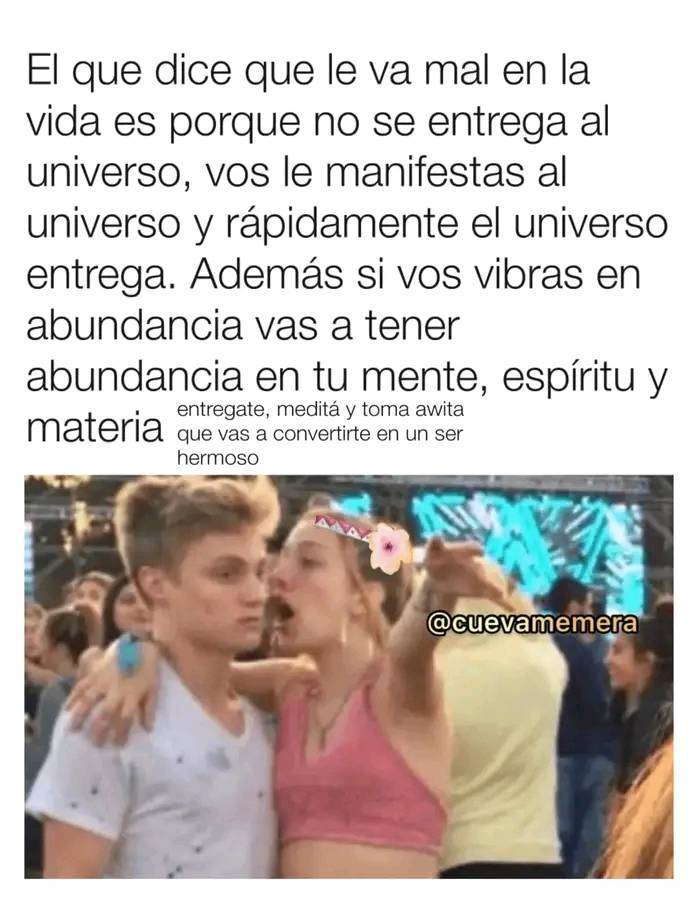 El que dice que le va mal en la
vida es porque no se entrega al
universo, vos le manifestas al
universo y rápidamente el universo
entrega. Además si vos vibras en
abundancia vas a tener
abundancia en tu mente, espíritu y
materia
entregate, meditá y toma awita
que vas a convertirte en un ser
hermoso
@cuevamemera